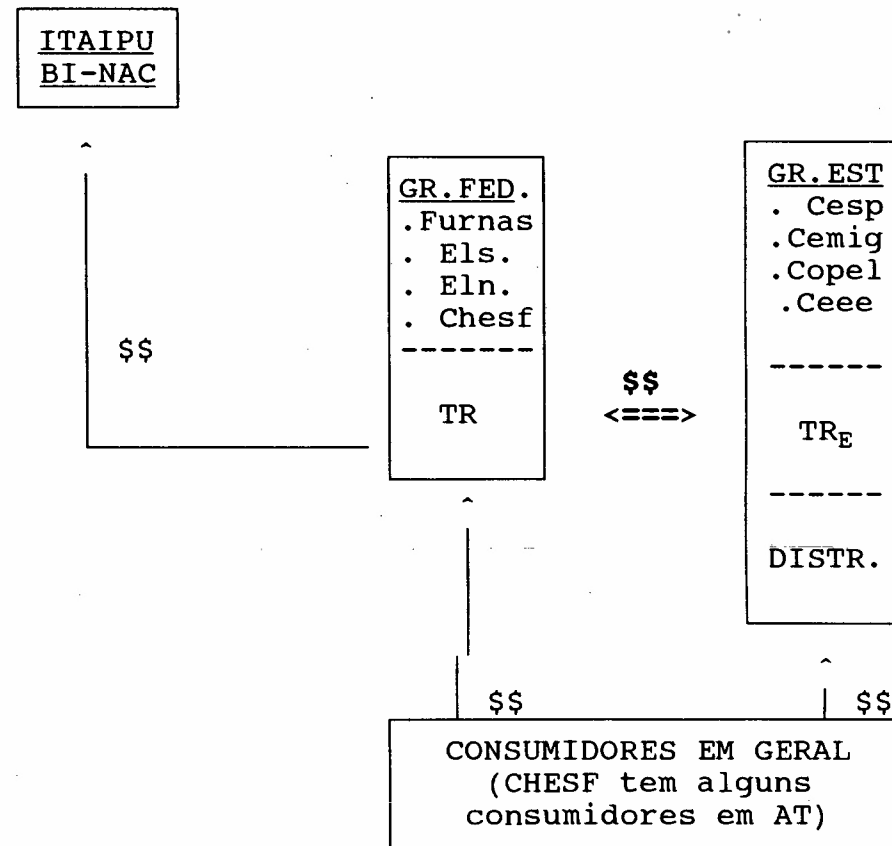 ITAIPU
BI-NAC
^
$$
GR.FED.
.Furnas
. Els.
. Eln.
. Chesf
-------
TR
^
$$
<===>
GR.EST
. Cesp
.Cemig
.Copel
.Ceee
------
TRE
------
DISTR.
^
$$
$$
CONSUMIDORES EM GERAL
(CHESF tem alguns
consumidores em AT)